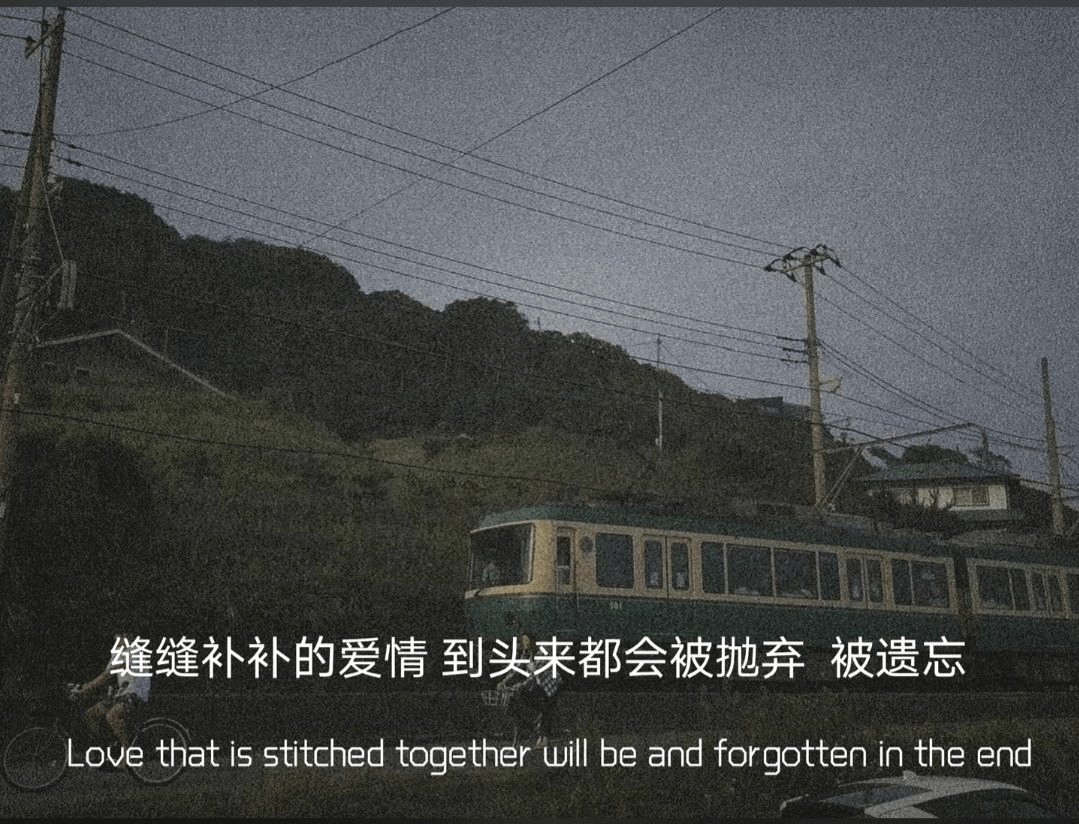 缝缝补补的爱情 到头来都会被抛弃 被遗忘
Love that is stitched together will be and forgotten in the end